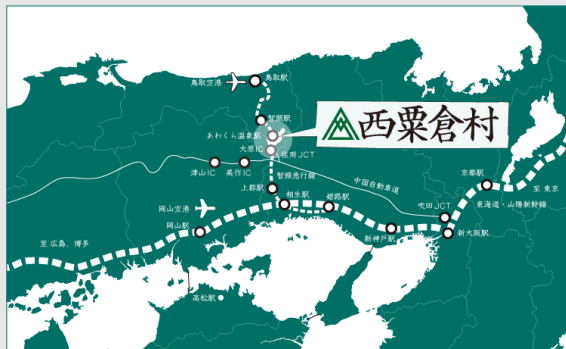 鳥取空港
鳥取駅
智頭駅
西粟倉村
あわくら温泉駅
大原IC
佐用JCT
津山IC
美作IC
智頭急行線
中国自動車道
京都駅
至 東京
上郡駅
岡山空港
相生駅
姫路駅
吹田JCT
東海道・山陽新幹線
岡山駅
新神戸駅
新大阪駅
至 広島、博多
高松駅